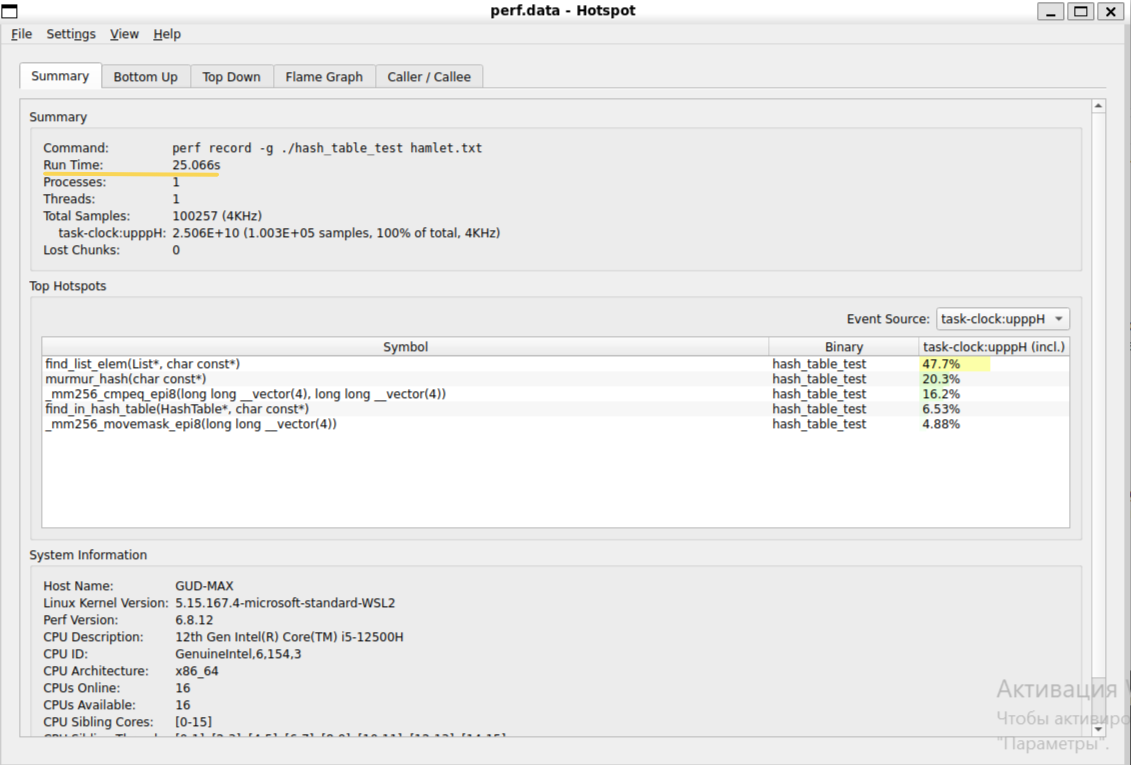 perf.data - Hotspot
File Settings View Help
Summary Bottom Up Top Down Flame Graph Caller / Callee
Summary
Command: perf record -g ./hash_table_test hamlet.txt
Run Time: 25.066s
Processes: 1
Threads: 1
Total Samples: 100257 (4KHz)
task-clock:upppH: 2.506E+10 (1.003E+05 samples, 100% of total, 4KHz)
Lost Chunks: 0
Top Hotspots
Event Source: task-clock:upppH
Symbol Binary task-clock:upppH (incl.)
find_list_elem(List*, char const*) hash_table_test 47.7%
murmur_hash(char const*) hash_table_test 20.3%
_mm256_cmpeq_epi8(long long __vector(4), long long __vector(4)) hash_table_test 16.2%
find_in_hash_table(HashTable*, char const*) hash_table_test 6.53%
_mm256_movemask_epi8(long long __vector(4)) hash_table_test 4.88%
System Information
Host Name: GUD-MAX
Linux Kernel Version: 5.15.167.4-microsoft-standard-WSL2
Perf Version: 6.8.12
CPU Description: 12th Gen Intel(R) Core(TM) i5-12500H
CPU ID: GenuineIntel,6,154,3
CPU Architecture: x86_64
CPUs Online: 16
CPUs Available: 16
CPU Sibling Cores: [0-15]
Активация
Чтобы активиро
"Параметры".